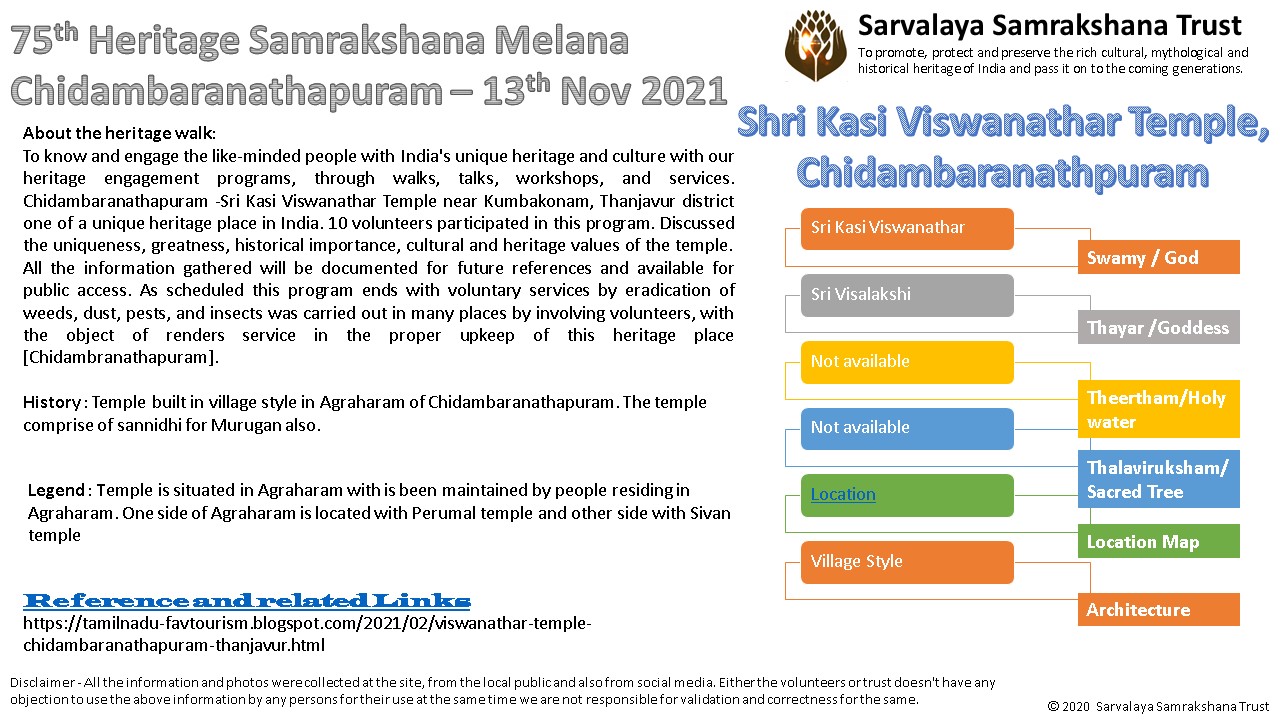 75th Heritage Samrakshana Melana
Chidambaranathapuram – 13th Nov 2021
Sarvalaya Samrakshana Trust
To promote, protect and preserve the rich cultural, mythological and
historical heritage of India and pass it on to the coming generations.
Shri Kasi Viswanathar Temple,
Chidambaranathpuram
About the heritage walk:
To know and engage the like-minded people with India's unique heritage and culture with our
heritage engagement programs, through walks, talks, workshops, and services.
Chidambaranathapuram -Sri Kasi Viswanathar Temple near Kumbakonam, Thanjavur district
one of a unique heritage place in India. 10 volunteers participated in this program. Discussed
the uniqueness, greatness, historical importance, cultural and heritage values of the temple.
All the information gathered will be documented for future references and available for
public access. As scheduled this program ends with voluntary services by eradication of
weeds, dust, pests, and insects was carried out in many places by involving volunteers, with
the object of renders service in the proper upkeep of this heritage place
[Chidambranathapuram].
History : Temple built in village style in Agraharam of Chidambaranathapuram. The temple
comprise of sannidhi for Murugan also.
Legend : Temple is situated in Agraharam with is been maintained by people residing in
Agraharam. One side of Agraharam is located with Perumal temple and other side with Sivan
temple
Reference and related Links
https://tamilnadu-favtourism.blogspot.com/2021/02/viswanathar-temple-
chidambaranathapuram-thanjavur.html
Sri Kasi Viswanathar
Swamy / God
Sri Visalakshi
Thayar /Goddess
Not available
Theertham/Holy
water
Not available
Thalaviruksham/
Sacred Tree
Location
Location Map
Village Style
Architecture
Disclaimer - All the information and photos were collected at the site, from the local public and also from social media. Either the volunteers or trust doesn't have any
objection to use the above information by any persons for their use at the same time we are not responsible for validation and correctness for the same.
© 2020 Sarvalaya Samrakshana Trust